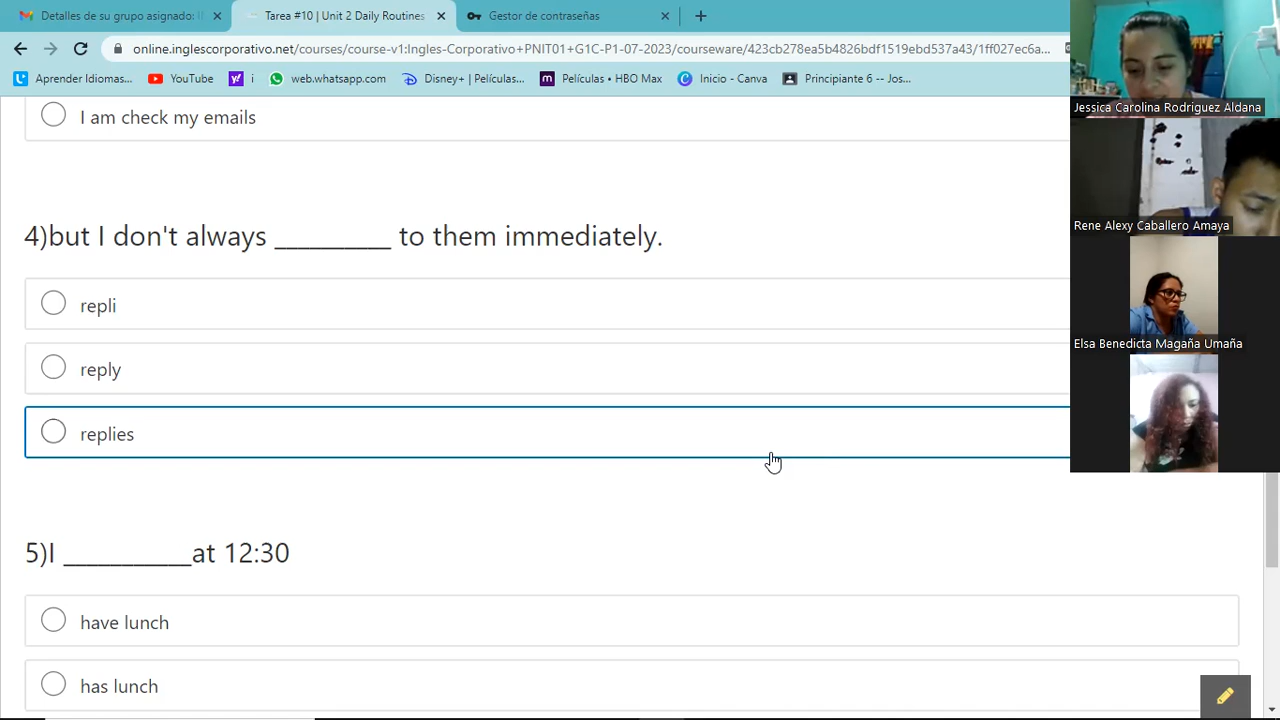 Detalles de su grupo asignado: I
Tarea #10 | Unit 2 Daily Routines
Gestor de contraseñas
online.inglescorporativo.net/courses/course-v1:Ingles-Corporativo+PNIT01+G1C-P1-07-2023/courseware/423cb278ea5b4826bdf1519ebd537a43/1ff027ec6a...
Aprender Idiomas...
YouTube
i
web.whatsapp.com
Disney+ | Películas...
Películas • HBO Max
Inicio - Canva
Principiante 6 -- Jos...
Jessica Carolina Rodriguez Aldana
I am check my emails
Rene Alexy Caballero Amaya
4)but I don't always _________ to them immediately.
repli
Elsa Benedicta Magaña Umaña
reply
replies
5)I __________at 12:30
have lunch
has lunch